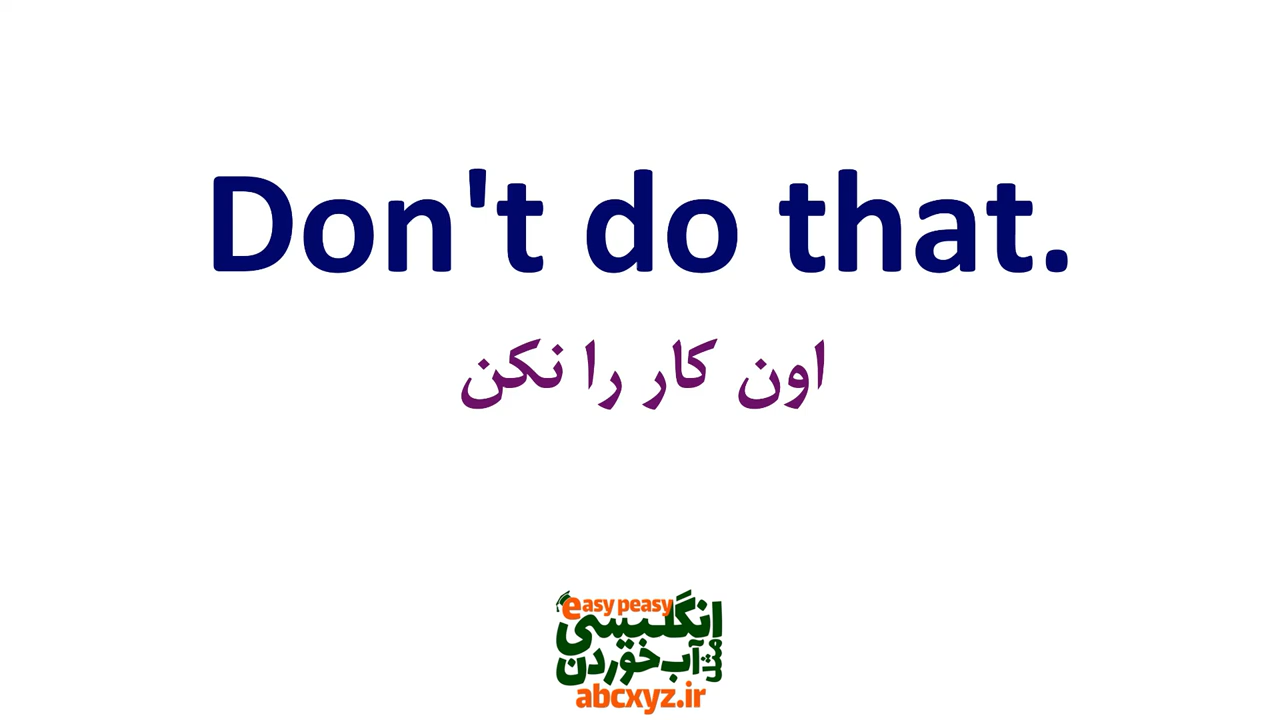 Don't do that.
اون کار را نکن
easy peasy
انگلیسی
مثل آب خوردن
abcxyz.ir